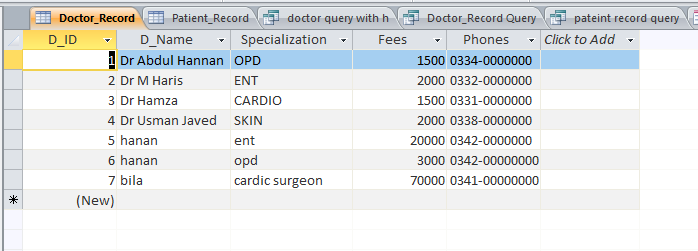 Doctor_Record Patient_Record doctor query with h Doctor_Record Query pateint record query
D_ID D_Name Specialization Fees Phones Click to Add
1 Dr Abdul Hannan OPD 1500 0334-0000000
2 Dr M Haris ENT 2000 0332-0000000
3 Dr Hamza CARDIO 1500 0331-0000000
4 Dr Usman Javed SKIN 2000 0338-0000000
5 hanan ent 20000 0342-0000000
6 hanan opd 3000 0342-00000000
7 bila cardic surgeon 70000 0341-00000000
(New)